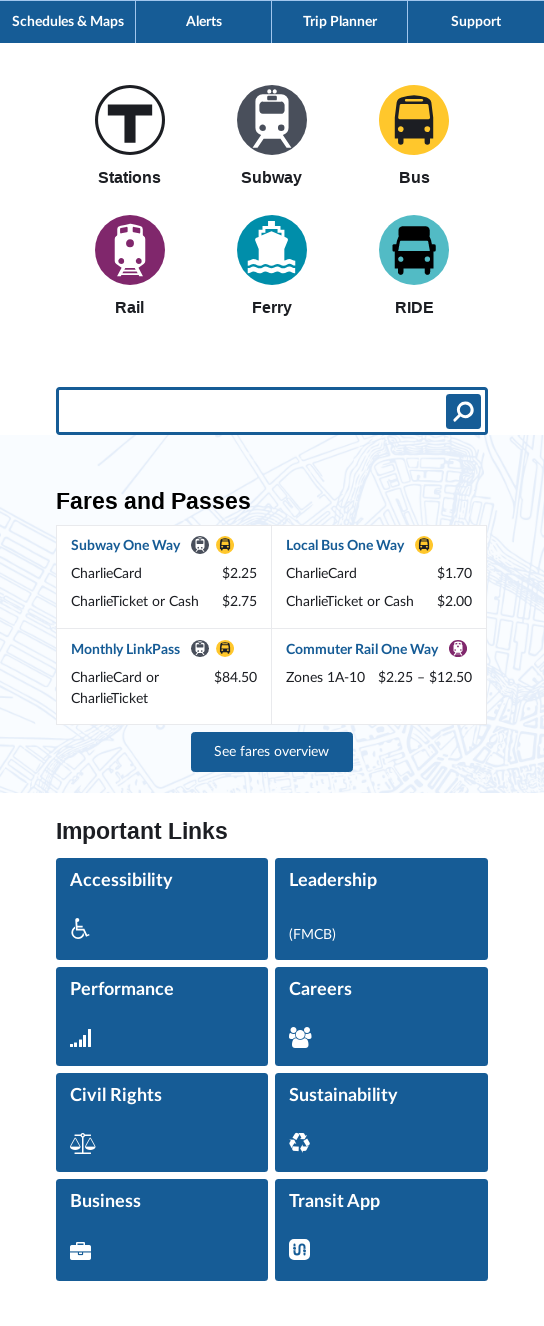 Schedules & Maps Alerts Trip Planner Support
T
Stations Subway Bus
Rail Ferry RIDE
Fares and Passes
Subway One Way
CharlieCard $2.25
CharlieTicket or Cash $2.75
Local Bus One Way
CharlieCard $1.70
CharlieTicket or Cash $2.00
Monthly LinkPass
CharlieCard or $84.50
CharlieTicket
Commuter Rail One Way
Zones 1A-10 $2.25 – $12.50
See fares overview
Important Links
Accessibility
Leadership
(FMCB)
Performance
Careers
Civil Rights
Sustainability
Business
Transit App